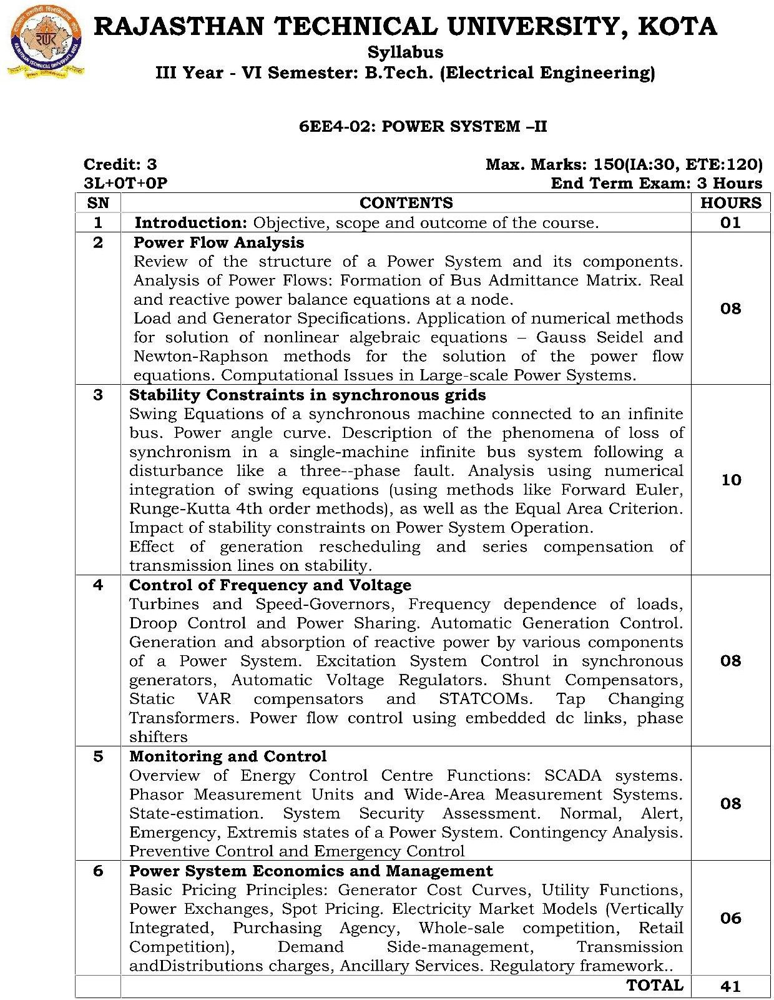 RAJASTHAN TECHNICAL UNIVERSITY, KOTA
Syllabus
III Year - VI Semester: B.Tech. (Electrical Engineering)
RAJASTHAN TECHNICAL UNIVERSITY, KOTA
6EE4-02: POWER SYSTEM –II
Credit: 3 Max. Marks: 150(IA:30, ETE:120)
3L+0T+0P End Term Exam: 3 Hours
SN CONTENTS HOURS
1 Introduction: Objective, scope and outcome of the course. 01
2 Power Flow Analysis
Review of the structure of a Power System and its components.
Analysis of Power Flows: Formation of Bus Admittance Matrix. Real
and reactive power balance equations at a node.
08
Load and Generator Specifications. Application of numerical methods
for solution of nonlinear algebraic equations – Gauss Seidel and
Newton-Raphson methods for the solution of the power flow
equations. Computational Issues in Large-scale Power Systems.
3 Stability Constraints in synchronous grids
Swing Equations of a synchronous machine connected to an infinite
bus. Power angle curve. Description of the phenomena of loss of
synchronism in a single-machine infinite bus system following a
disturbance like a three--phase fault. Analysis using numerical
10
integration of swing equations (using methods like Forward Euler,
Runge-Kutta 4th order methods), as well as the Equal Area Criterion.
Impact of stability constraints on Power System Operation.
Effect of generation rescheduling and series compensation of
transmission lines on stability.
4 Control of Frequency and Voltage
Turbines and Speed-Governors, Frequency dependence of loads,
Droop Control and Power Sharing. Automatic Generation Control.
Generation and absorption of reactive power by various components
of a Power System. Excitation System Control in synchronous 08
generators, Automatic Voltage Regulators. Shunt Compensators,
Static VAR compensators and STATCOMs. Tap Changing
Transformers. Power flow control using embedded dc links, phase
shifters
5 Monitoring and Control
Overview of Energy Control Centre Functions: SCADA systems.
Phasor Measurement Units and Wide-Area Measurement Systems.
08
State-estimation. System Security Assessment. Normal, Alert,
Emergency, Extremis states of a Power System. Contingency Analysis.
Preventive Control and Emergency Control
6 Power System Economics and Management
Basic Pricing Principles: Generator Cost Curves, Utility Functions,
Power Exchanges, Spot Pricing. Electricity Market Models (Vertically
06
Integrated, Purchasing Agency, Whole-sale competition, Retail
Competition), Demand Side-management, Transmission
andDistributions charges, Ancillary Services. Regulatory framework..
TOTAL 41